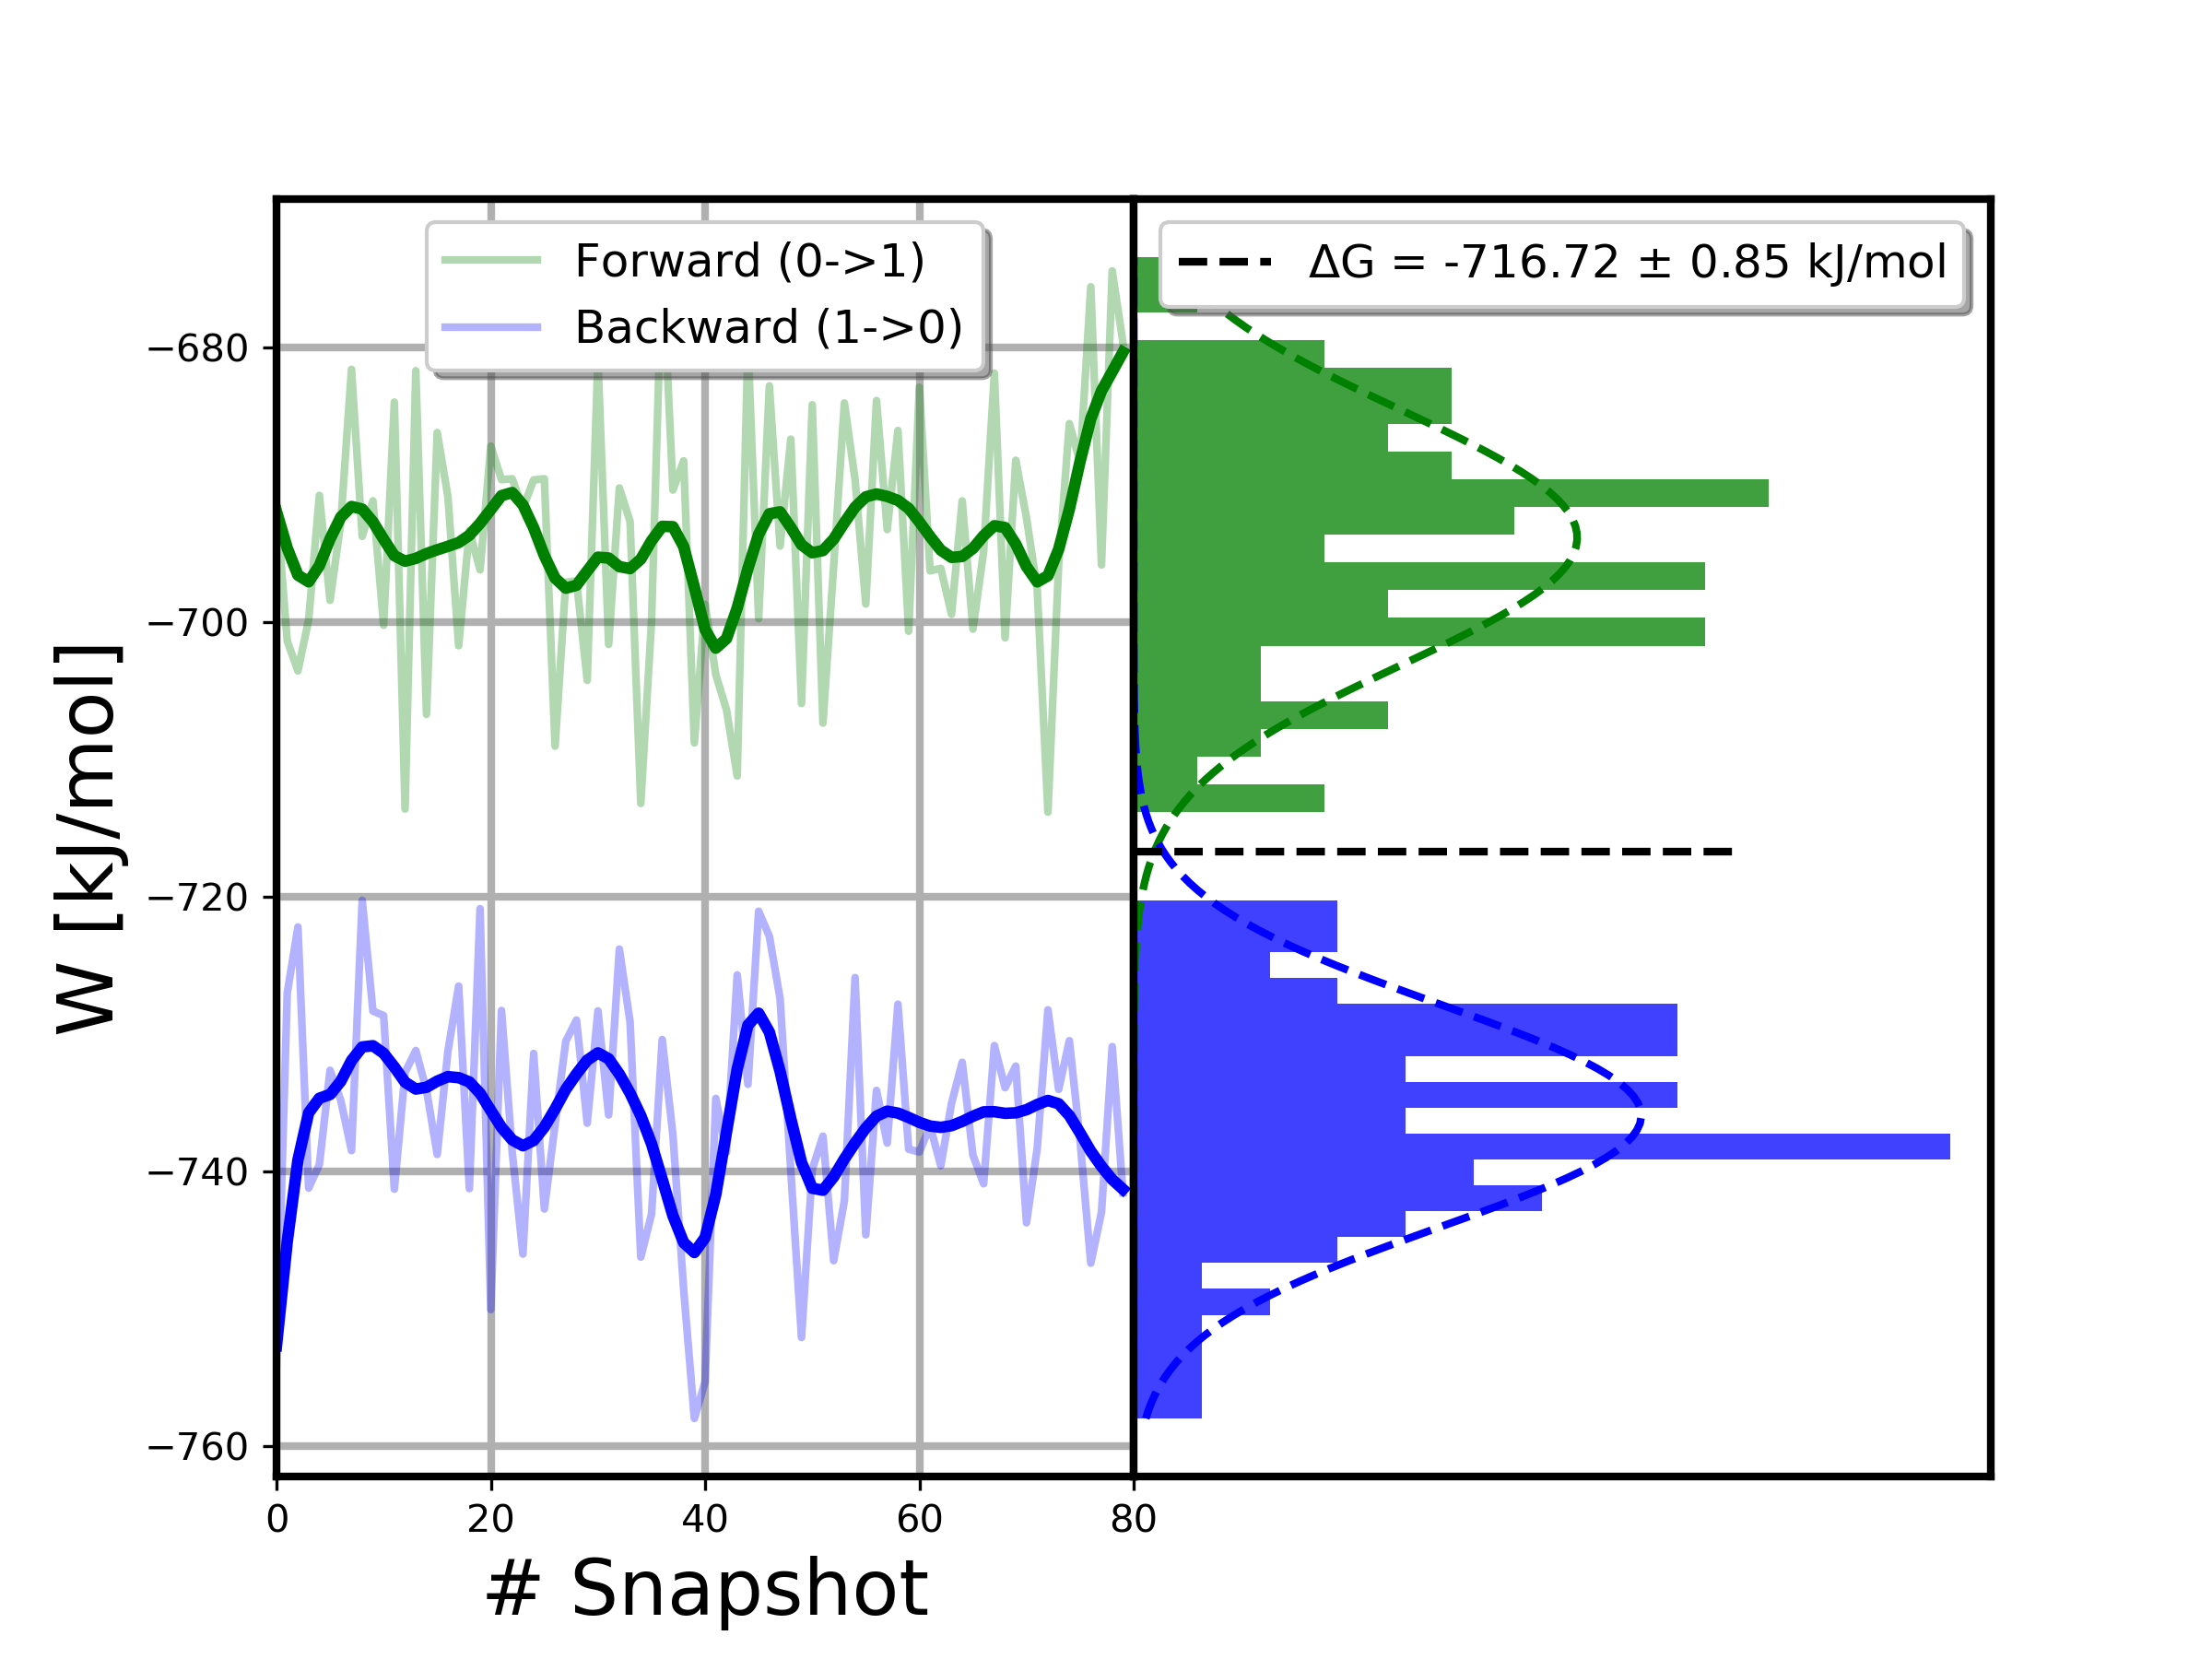 Forward (0->1)
Backward (1->0)
ΔG = -716.72 ± 0.85 kJ/mol
W [kJ/mol]
−680
−700
−720
−740
−760
0 20 40 60 80
# Snapshot